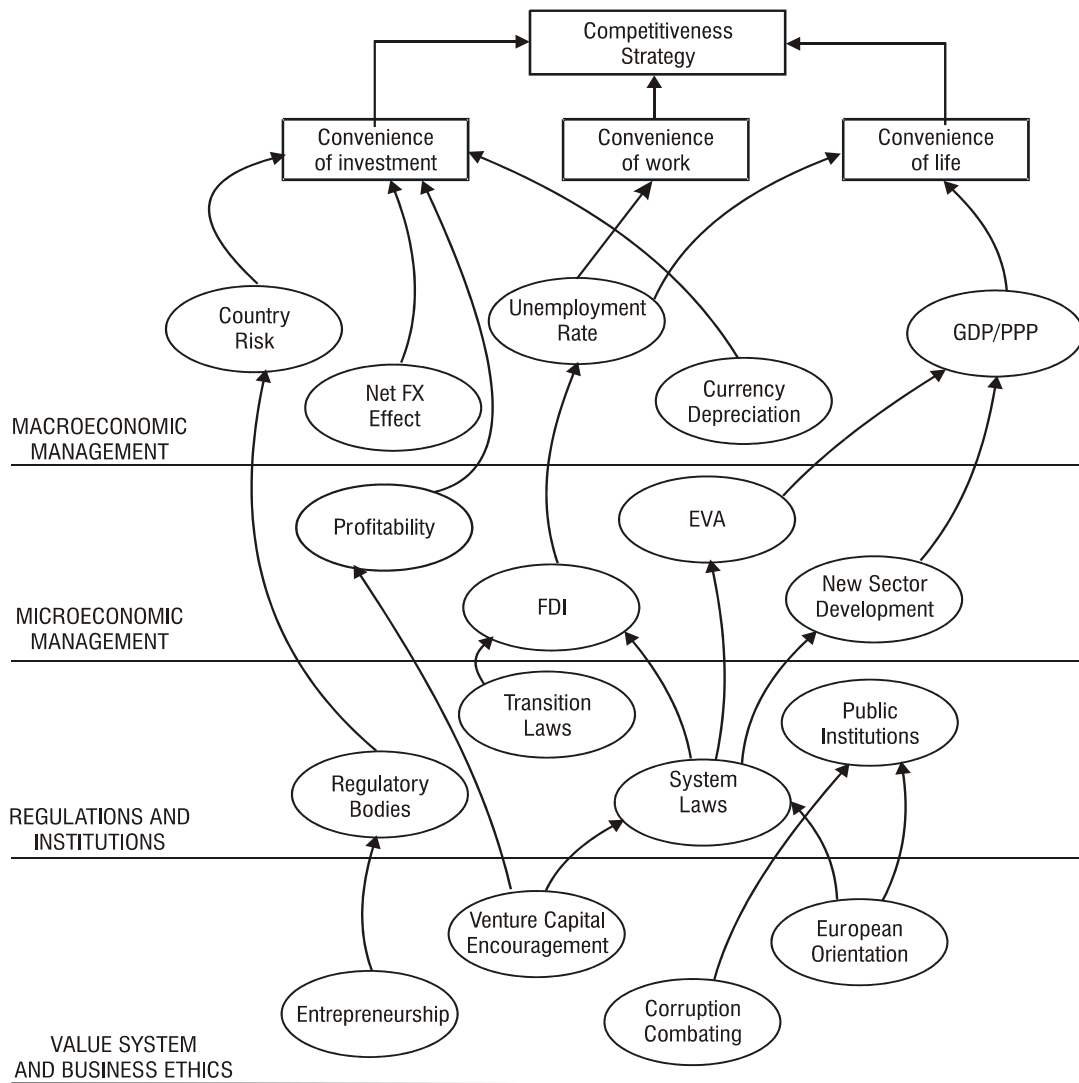 Competitiveness
Strategy
Convenience
of investment
Convenience
of work
Convenience
of life
Country
Risk
Unemployment
Rate
GDP/PPP
Net FX
Effect
Currency
Depreciation
MACROECONOMIC
MANAGEMENT
Profitability
EVA
FDI
New Sector
Development
MICROECONOMIC
MANAGEMENT
Transition
Laws
Public
Institutions
Regulatory
Bodies
System
Laws
REGULATIONS AND
INSTITUTIONS
Venture Capital
Encouragement
European
Orientation
Entrepreneurship
Corruption
Combating
VALUE SYSTEM
AND BUSINESS ETHICS